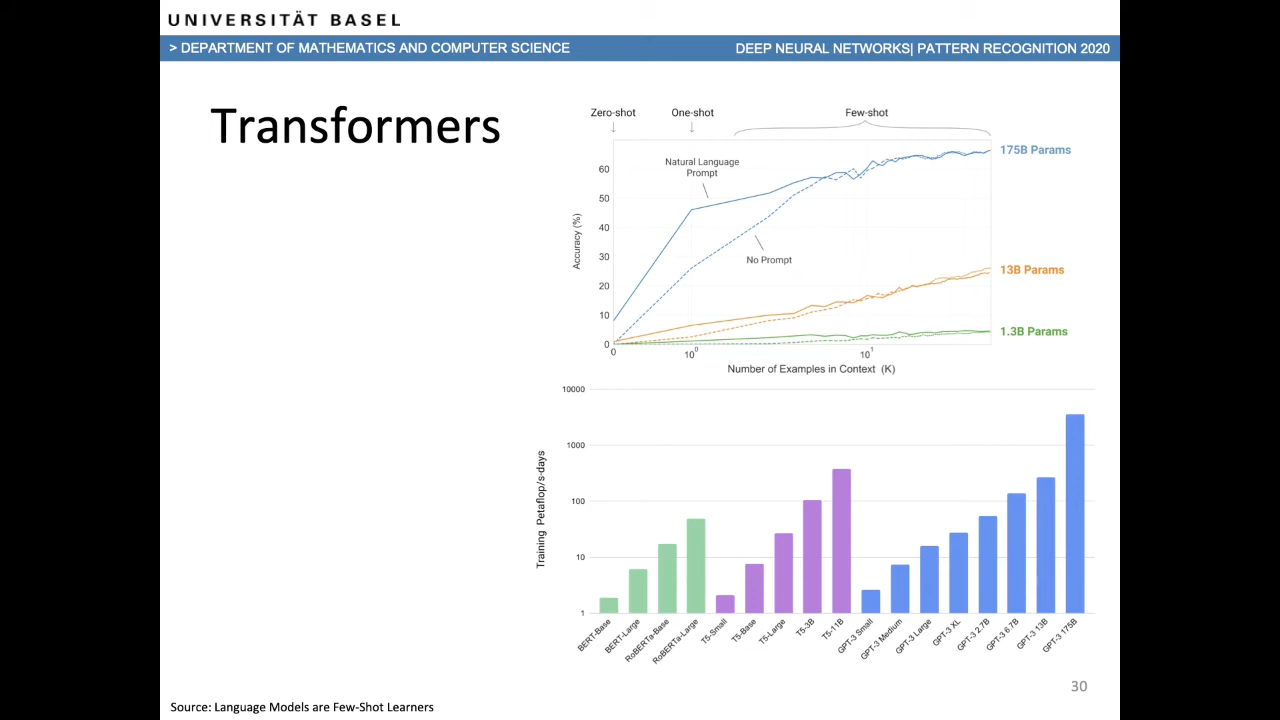 UNIVERSITÄT BASEL
> DEPARTMENT OF MATHEMATICS AND COMPUTER SCIENCE
DEEP NEURAL NETWORKS| PATTERN RECOGNITION 2020
Transformers
Zero-shot
One-shot
Few-shot
175B Params
Natural Language
Prompt
No Prompt
13B Params
1.3B Params
Accuracy (%)
60
50
40
30
20
10
0
0
10⁰
10¹
Number of Examples in Context (K)
Training Petaflop/s-days
10000
1000
100
10
1
BERT-Base
BERT-Large
RoBERTa-Base
RoBERTa-Large
T5-Small
T5-Base
T5-Large
T5-3B
T5-11B
GPT-3 Small
GPT-3 Medium
GPT-3 Large
GPT-3 XL
GPT-3 2.7B
GPT-3 6.7B
GPT-3 13B
GPT-3 175B
30
Source: Language Models are Few-Shot Learners